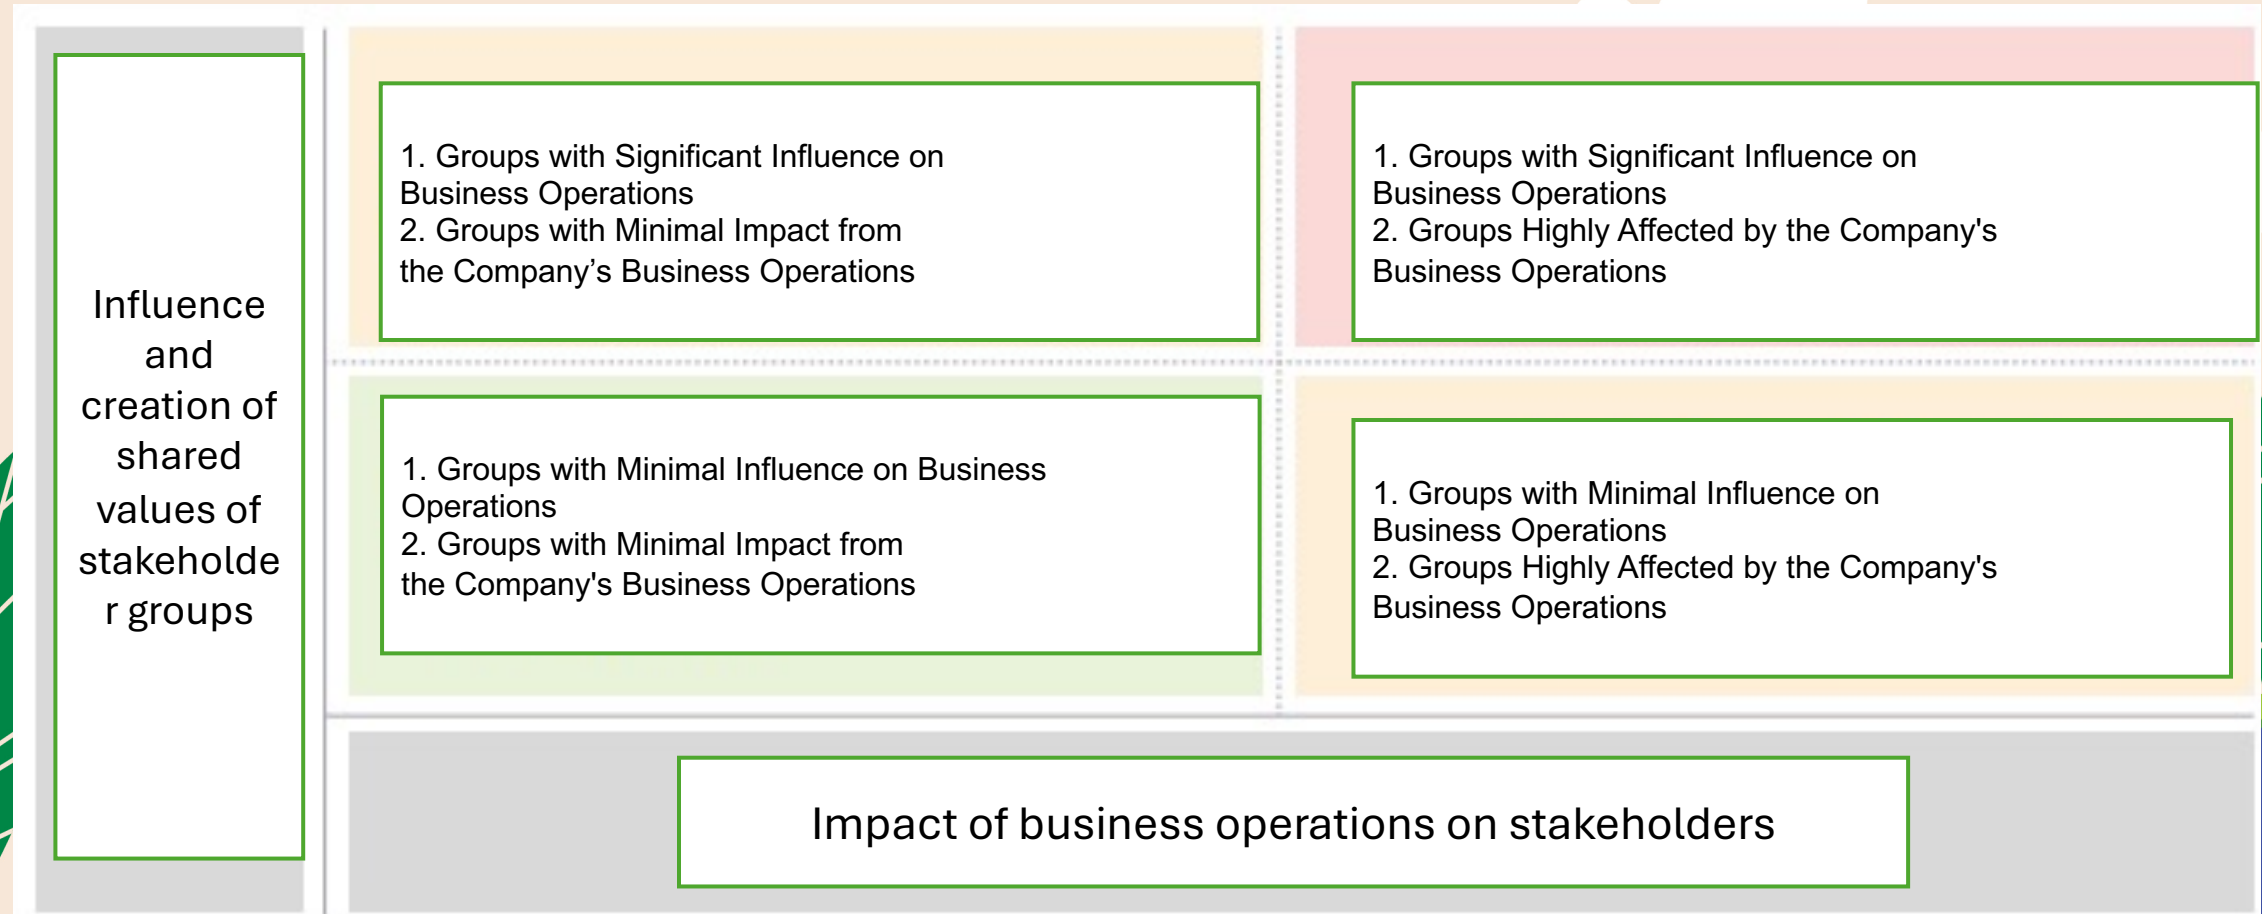 Influence
and
creation of
shared
values of
stakeholde
r groups
1. Groups with Significant Influence on
Business Operations
2. Groups with Minimal Impact from
the Company’s Business Operations
1. Groups with Significant Influence on
Business Operations
2. Groups Highly Affected by the Company's
Business Operations
1. Groups with Minimal Influence on Business
Operations
2. Groups with Minimal Impact from
the Company's Business Operations
1. Groups with Minimal Influence on
Business Operations
2. Groups Highly Affected by the Company's
Business Operations
Impact of business operations on stakeholders